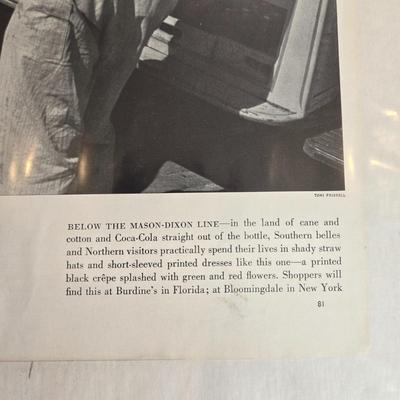 TONI FRISSELL
BELOW THE MASON-DIXON LINE—in the land of cane and
cotton and Coca-Cola straight out of the bottle, Southern belles
and Northern visitors practically spend their lives in shady straw
hats and short-sleeved printed dresses like this one—a printed
black crêpe splashed with green and red flowers. Shoppers will
find this at Burdine's in Florida; at Bloomingdale in New York
81